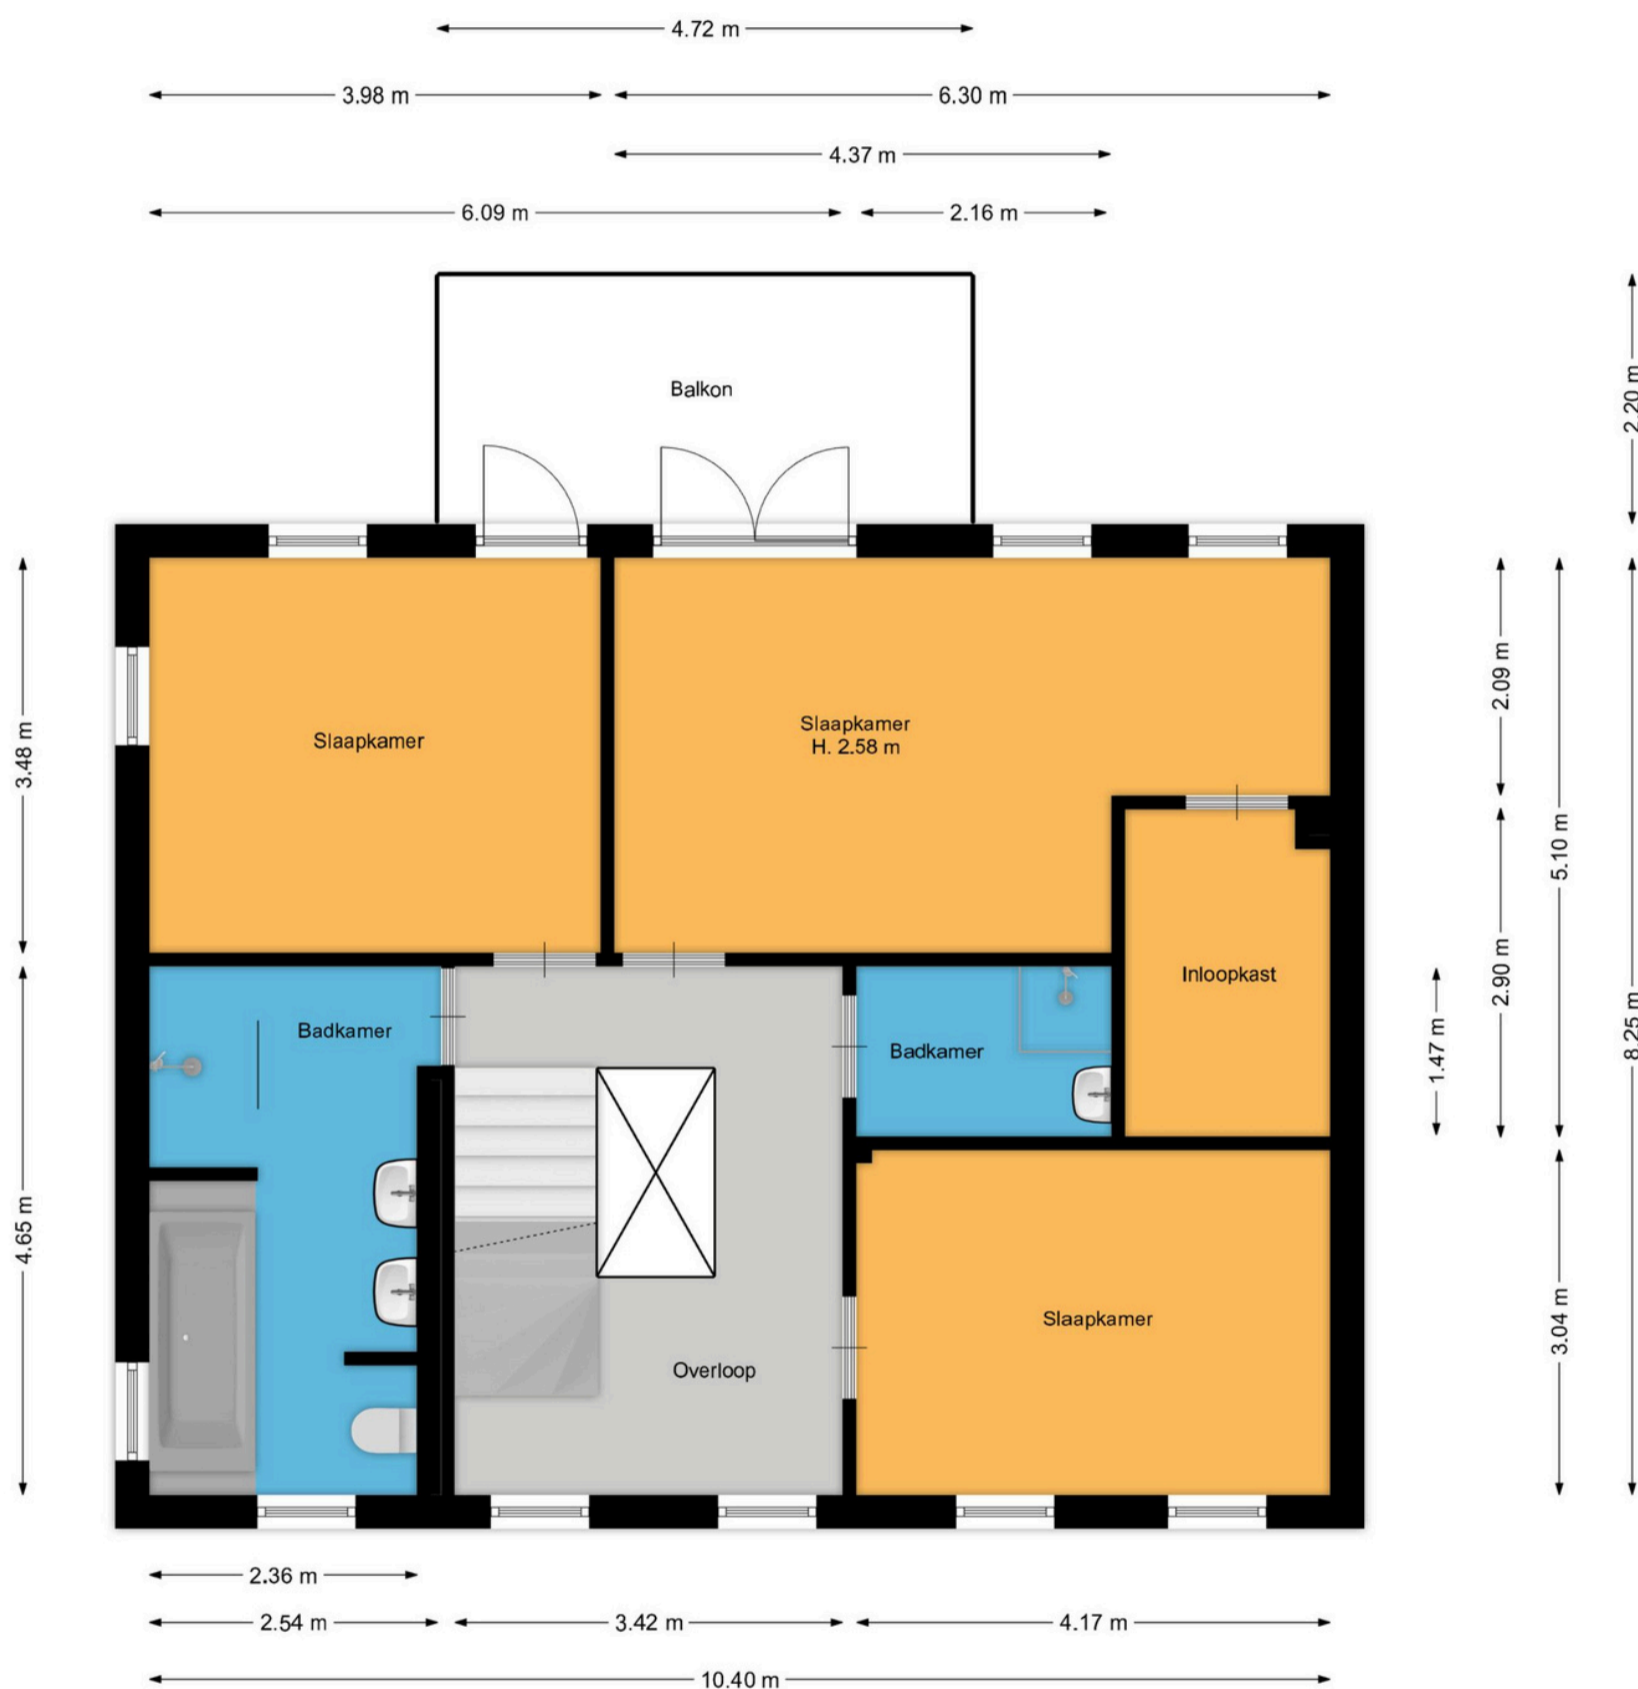 4.72 m
3.98 m
6.30 m
4.37 m
6.09 m
2.16 m
Balkon
2.20 m
Slaapkamer
Slaapkamer
H. 2.58 m
3.48 m
2.09 m
5.10 m
8.25 m
Inloopkast
2.90 m
Badkamer
Badkamer
1.47 m
4.65 m
Slaapkamer
3.04 m
Overloop
2.36 m
2.54 m
3.42 m
4.17 m
10.40 m